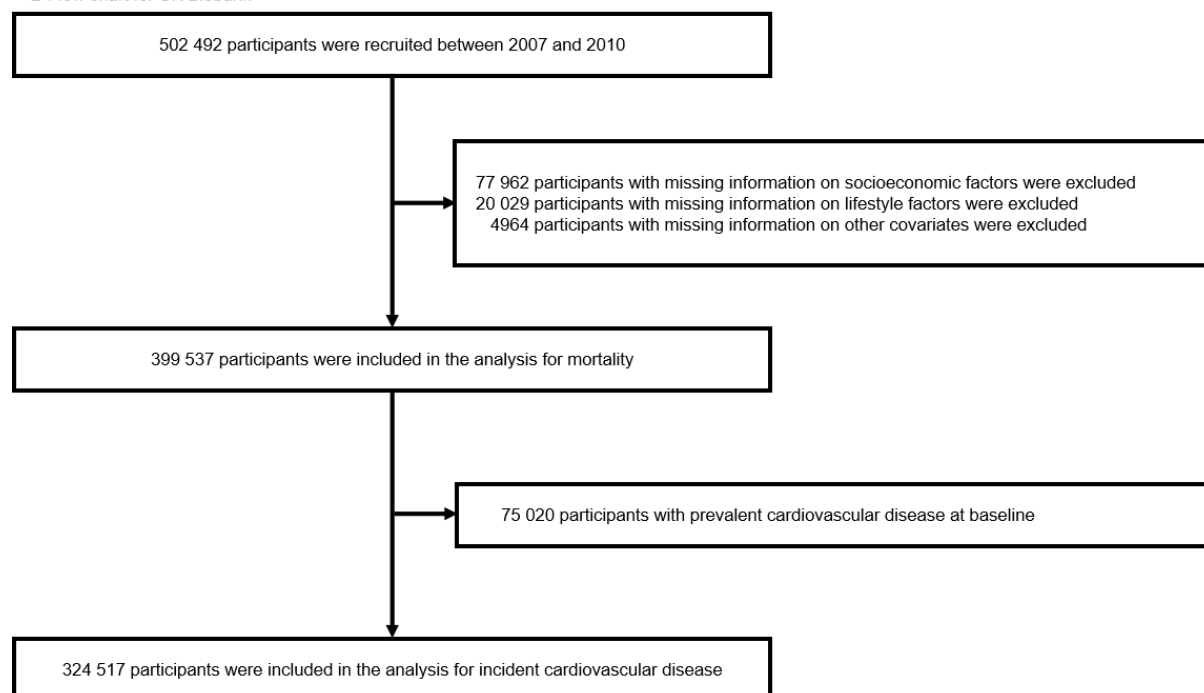 502 492 participants were recruited between 2007 and 2010
77 962 participants with missing information on socioeconomic factors were excluded
20 029 participants with missing information on lifestyle factors were excluded
4964 participants with missing information on other covariates were excluded
399 537 participants were included in the analysis for mortality
75 020 participants with prevalent cardiovascular disease at baseline
324 517 participants were included in the analysis for incident cardiovascular disease